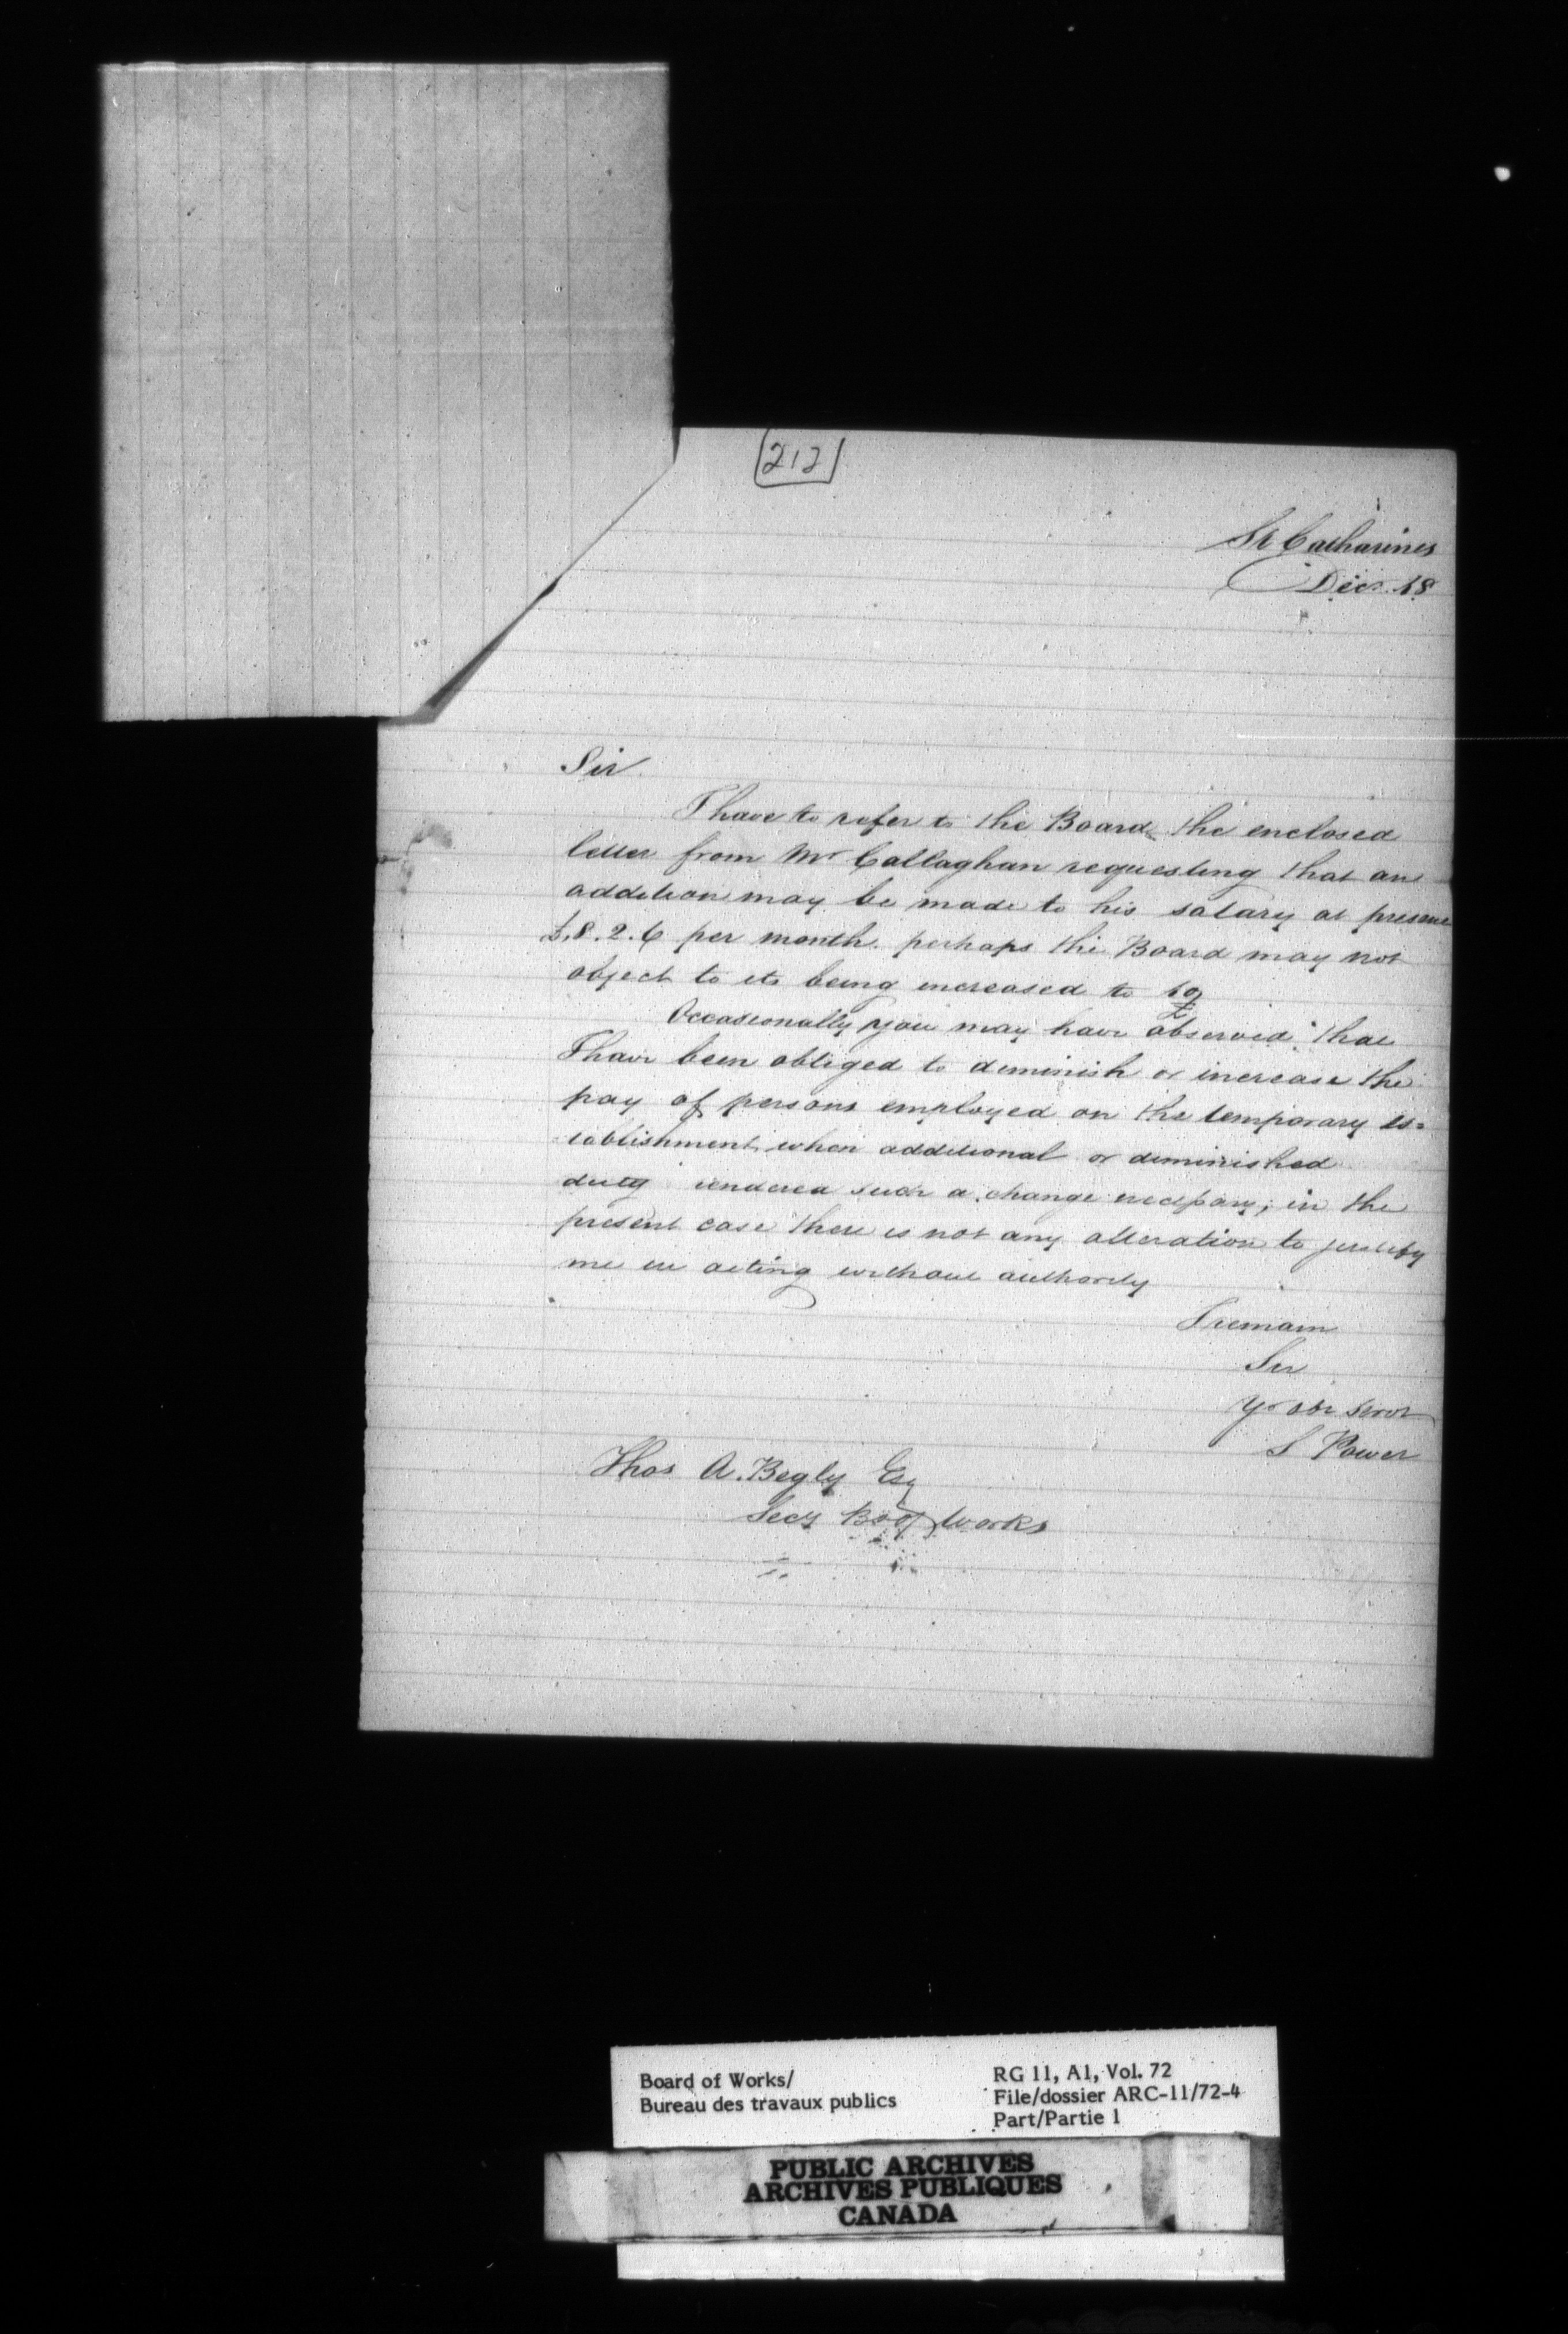 212
St Catharines
Decr. 18
Sir
I have to refer to the Board the enclosed
letter from Mr Callaghan requesting that an
addition may be made to his salary at present
£.8.2.6 per month. perhaps the Board may not
object to its being increased to £10
Occasionally you may have observed that
I have been obliged to diminish or increase the
pay of persons employed on the temporary es=
tablishment, when additional or diminished
duty rendered such a change necessary; in the
present case there is not any alteration to justify
me in acting without authority
I remain
Sir
Yr obt Servt
S Power
Thos A. Begly Esq
Secy Bd of Works
Board of Works/
Bureau des travaux publics
RG 11, A1, Vol. 72
File/dossier ARC-11/72-4
Part/Partie 1
PUBLIC ARCHIVES
ARCHIVES PUBLIQUES
CANADA